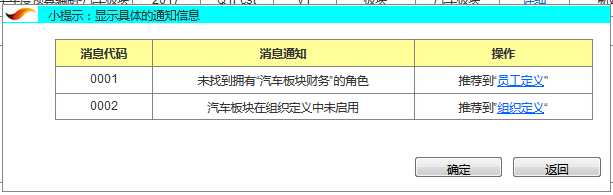 小提示：显示具体的通知信息
消息代码 消息通知 操作
0001 未找到拥有“汽车板块财务”的角色 推荐到“员工定义”
0002 汽车板块在组织定义中未启用 推荐到“组织定义“
确定 返回